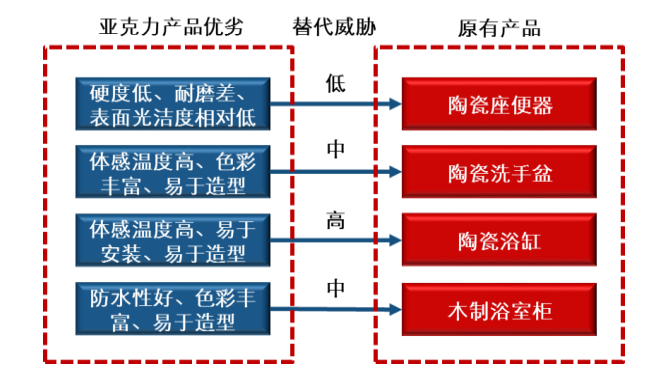 亚克力产品优劣 替代威胁 原有产品
硬度低、耐磨差、
表面光洁度相对低
低
陶瓷座便器
体感温度高、色彩
丰富、易于造型
中
陶瓷洗手盆
体感温度高、易于
安装、易于造型
高
陶瓷浴缸
防水性好、色彩丰
富、易于造型
中
木制浴室柜